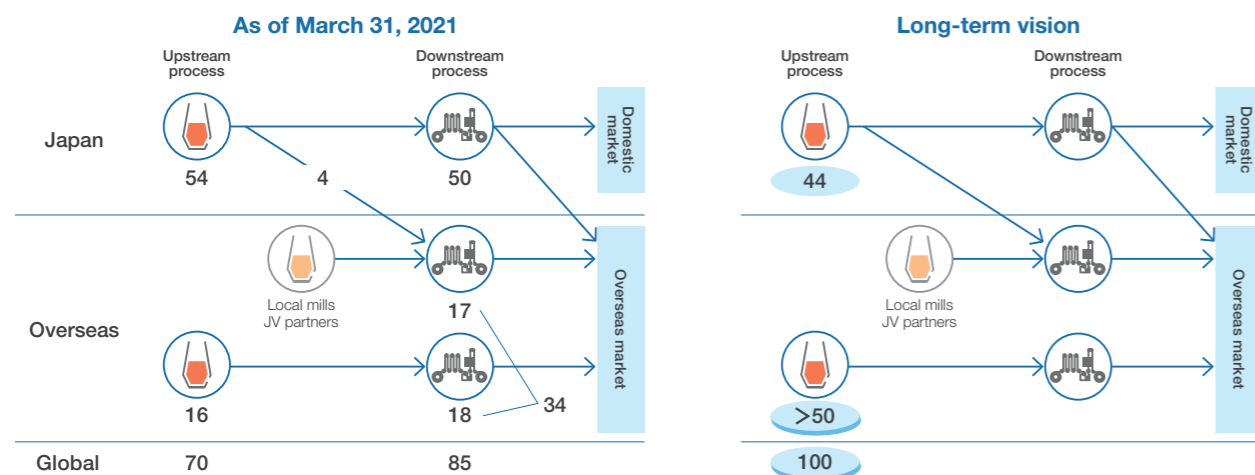 As of March 31, 2021
Upstream
process
Downstream
process
Japan
54
4
50
Domestic
market
Local mills
JV partners
17
Overseas
16
18
34
Overseas market
Global
70
85
Long-term vision
Upstream
process
Downstream
process
44
Domestic
market
Local mills
JV partners
>50
Overseas market
100